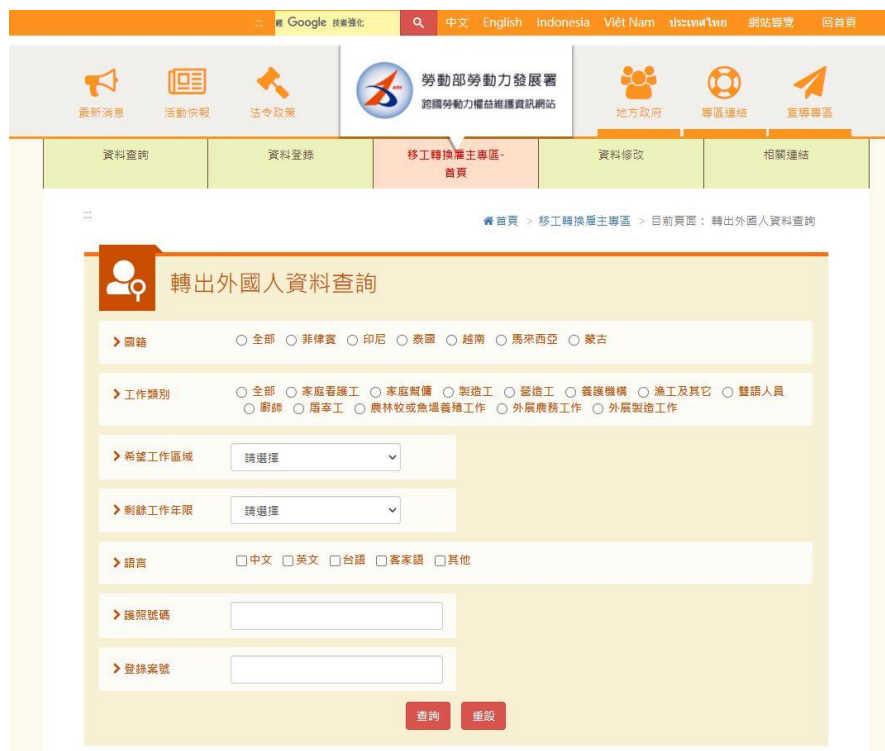 ::: Google 技術強化 中文 English Indonesia Việt Nam ประเทศไทย 網站導覽 回首頁
最新消息 活動快報 法令政策 勞動部勞動力發展署 地方政府 專區連結 宣導專區
跨國勞動力權益維護資訊網站
資料查詢 資料登錄 移工轉換雇主專區- 資料修改 相關連結
首頁
:::
首頁 > 移工轉換雇主專區 > 目前頁面： 轉出外國人資料查詢
轉出外國人資料查詢
國籍 全部 菲律賓 印尼 泰國 越南 馬來西亞 蒙古
工作類別 全部 家庭看護工 家庭幫傭 製造工 營造工 養護機構 漁工及其它 雙語人員
廚師 屠宰工 農林牧或魚塭養殖工作 外展農務工作 外展製造工作
希望工作區域 請選擇
剩餘工作年限 請選擇
語言 中文 英文 台語 客家語 其他
護照號碼
登錄案號
查詢 重設